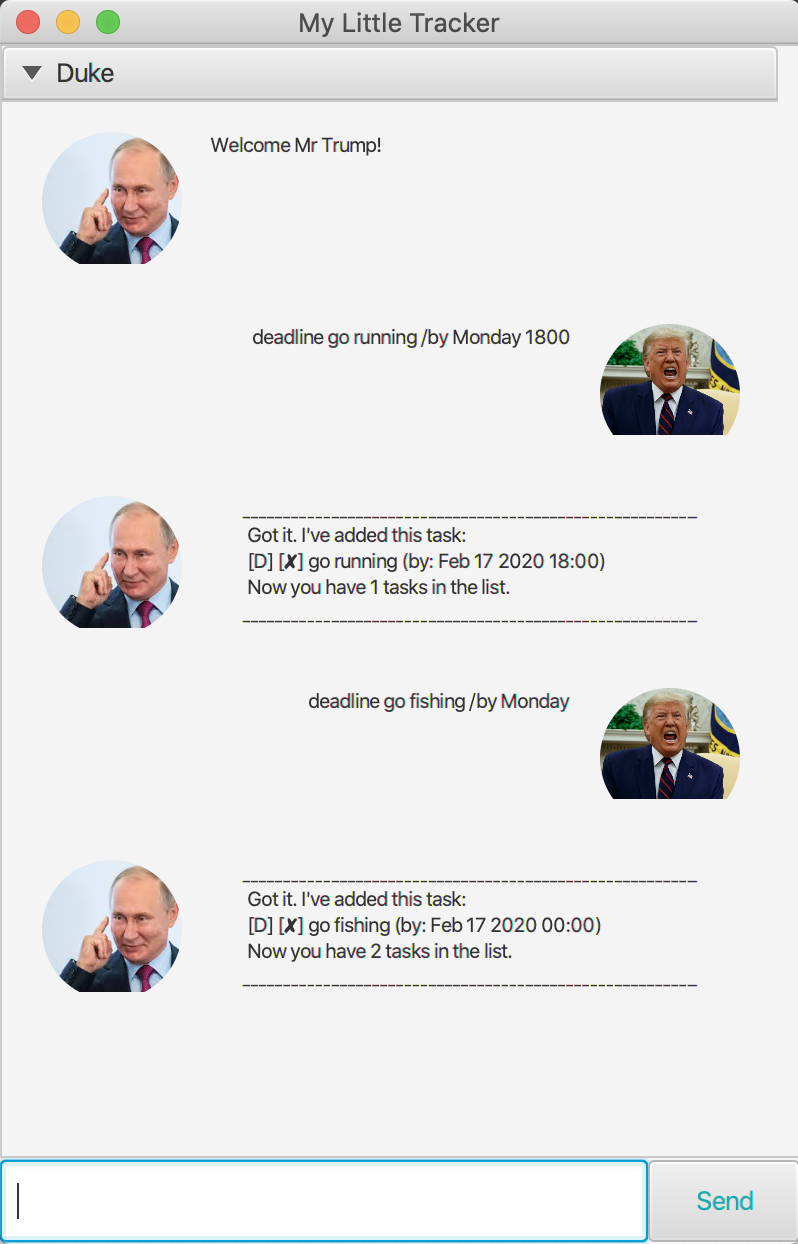 My Little Tracker
Duke
Welcome Mr Trump!
deadline go running /by Monday 1800
____________________________________________________________
Got it. I've added this task:
[D] [✘] go running (by: Feb 17 2020 18:00)
Now you have 1 tasks in the list.
____________________________________________________________
deadline go fishing /by Monday
____________________________________________________________
Got it. I've added this task:
[D] [✘] go fishing (by: Feb 17 2020 00:00)
Now you have 2 tasks in the list.
____________________________________________________________
Send